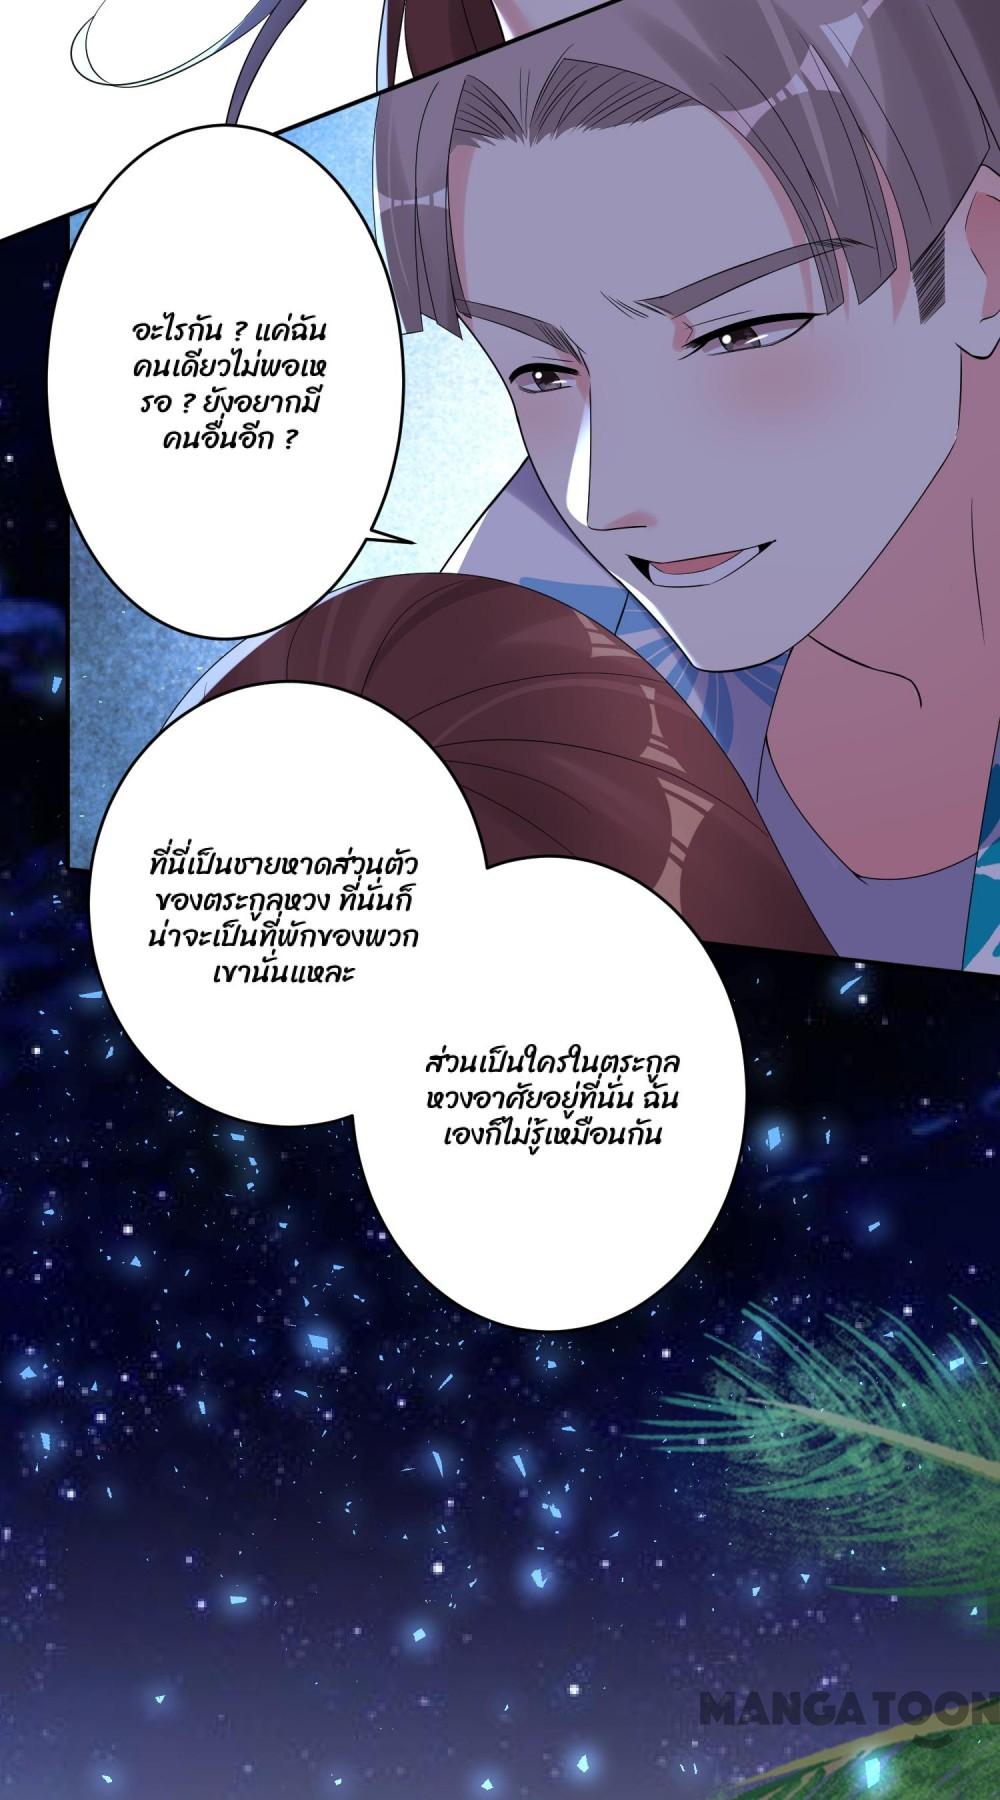 อะไรกัน ? แค่ฉัน
คนเดียวไม่พอเห
รอ ? ยังอยากมี
คนอื่นอีก ?
ที่นี่เป็นชายหาดส่วนตัว
ของตระกูลหวง ที่นั่นก็
น่าจะเป็นที่พักของพวก
เขานั่นแหละ
ส่วนเป็นใครในตระกูล
หวงอาศัยอยู่ที่นั่น ฉัน
เองก็ไม่รู้เหมือนกัน
MANGATOON